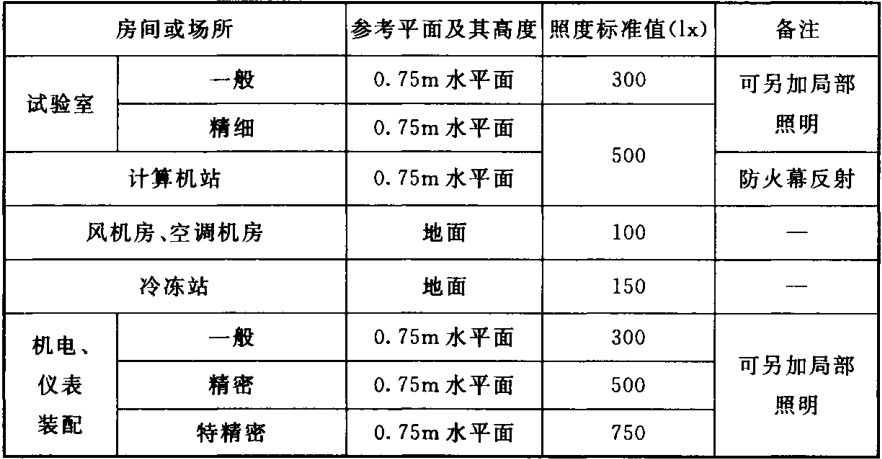 房间或场所 参考平面及其高度 照度标准值(lx) 备注
试验室 一般 0.75m 水平面 300 可另加局部照明
精细 0.75m 水平面 500
计算机站 0.75m 水平面 防火幕反射
风机房、空调机房 地面 100 —
冷冻站 地面 150 —
机电、仪表装配 一般 0.75m 水平面 300 可另加局部照明
精密 0.75m 水平面 500
特精密 0.75m 水平面 750